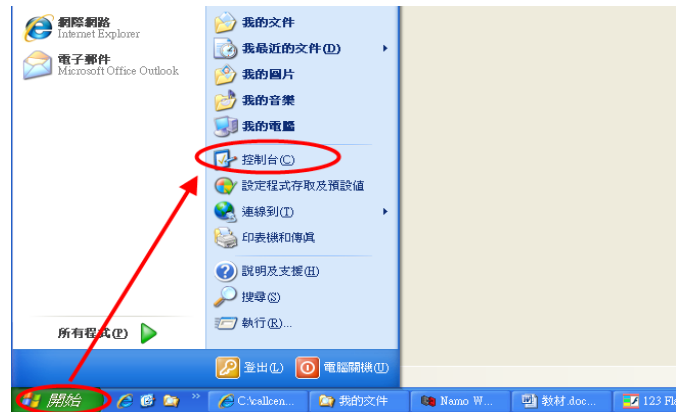 網際網路
Internet Explorer
電子郵件
Microsoft Office Outlook
所有程式(P)
我的文件
我最近的文件(D)
我的圖片
我的音樂
我的電腦
控制台(C)
設定程式存取及預設值
連線到(T)
印表機和傳真
說明及支援(H)
搜尋(S)
執行(R)...
登出(L)
電腦關機(U)
開始
C:\callcen...
我的文件
Namo W...
教材.doc...
123 Fla